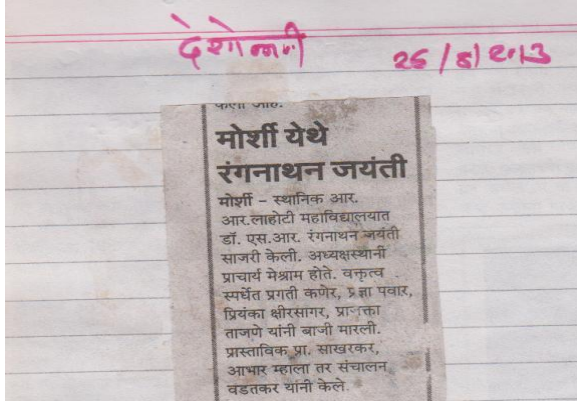 देशोन्नती
26/8/2013
केला आहे.
मोर्शी येथे
रंगनाथन जयंती
मोर्शी – स्थानिक आर.
आर.लाहोटी महाविद्यालयात
डॉ. एस.आर. रंगनाथन जयंती
साजरी केली. अध्यक्षस्थानी
प्राचार्य मेश्राम होते. वक्तृत्व
स्पर्धेत प्रगती कणेर, प्रज्ञा पवार,
प्रियंका क्षीरसागर, प्राजक्ता
ताजणे यांनी बाजी मारली.
प्रास्ताविक प्रा. साखरकर,
आभार म्हाला तर संचालन
वडतकर यांनी केले.